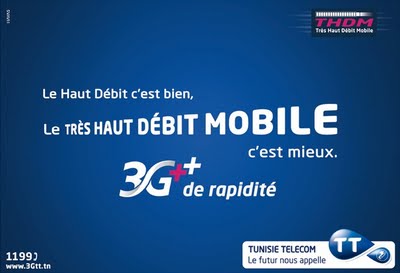 THDM
Très Haut Débit Mobile
Le Haut Débit c'est bien,
Le TRÈS HAUT DÉBIT MOBILE
c'est mieux.
3G++
de rapidité
1199J
www.3Gtt.tn
TUNISIE TELECOM
Le futur nous appelle
TT